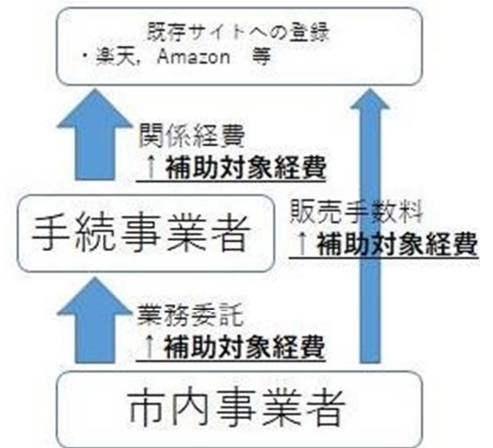 既存サイトへの登録
・楽天，Amazon　等
関係経費
↑補助対象経費
手続事業者
販売手数料
↑補助対象経費
業務委託
↑補助対象経費
市内事業者